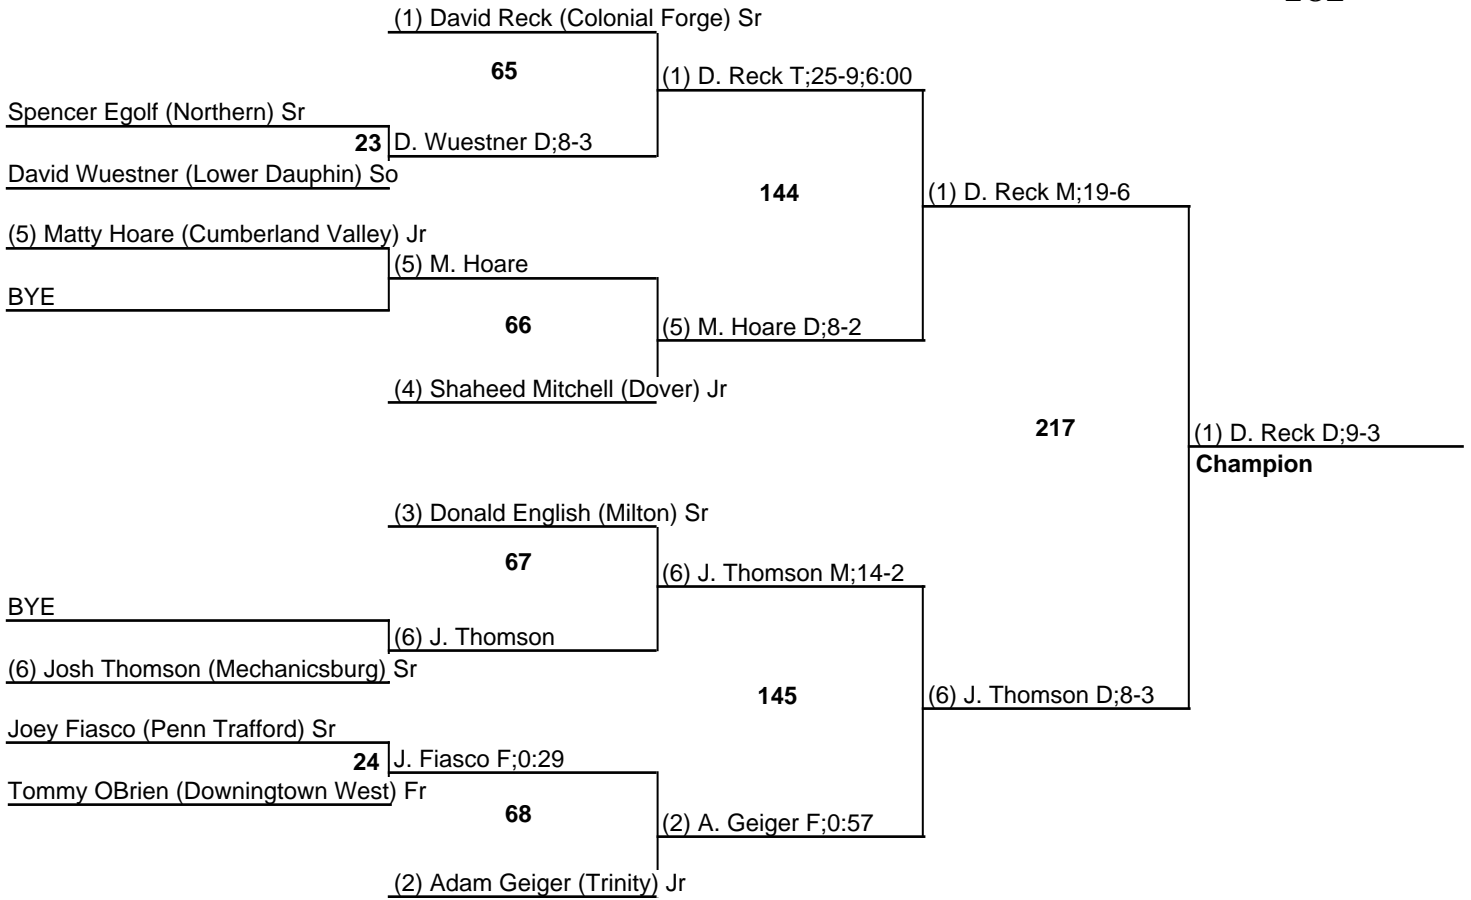 (1) David Reck (Colonial Forge) Sr
65
(1) D. Reck T;25-9;6:00
Spencer Egolf (Northern) Sr
23 D. Wuestner D;8-3
David Wuestner (Lower Dauphin) So
144
(1) D. Reck M;19-6
(5) Matty Hoare (Cumberland Valley) Jr
(5) M. Hoare
BYE
66
(5) M. Hoare D;8-2
(4) Shaheed Mitchell (Dover) Jr
217
(1) D. Reck D;9-3
Champion
(3) Donald English (Milton) Sr
67
(6) J. Thomson M;14-2
BYE
(6) J. Thomson
(6) Josh Thomson (Mechanicsburg) Sr
145
(6) J. Thomson D;8-3
Joey Fiasco (Penn Trafford) Sr
24 J. Fiasco F;0:29
Tommy OBrien (Downingtown West) Fr
68
(2) A. Geiger F;0:57
(2) Adam Geiger (Trinity) Jr